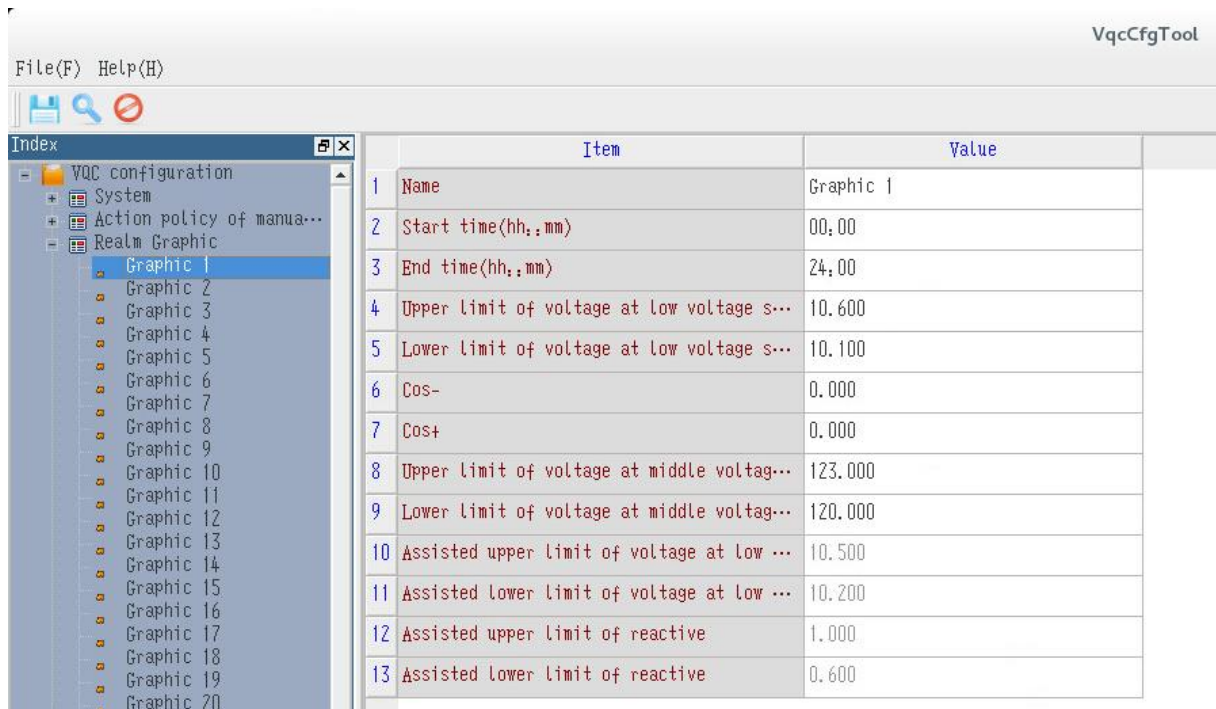 VqcCfgTool
File(F) Help(H)
Index
VQC configuration
System
Action policy of manua···
Realm Graphic
Graphic 1
Graphic 2
Graphic 3
Graphic 4
Graphic 5
Graphic 6
Graphic 7
Graphic 8
Graphic 9
Graphic 10
Graphic 11
Graphic 12
Graphic 13
Graphic 14
Graphic 15
Graphic 16
Graphic 17
Graphic 18
Graphic 19
Graphic 20
Item Value
1 Name Graphic 1
2 Start time(hh::mm) 00:00
3 End time(hh::mm) 24:00
4 Upper limit of voltage at low voltage s··· 10.600
5 Lower limit of voltage at low voltage s··· 10.100
6 Cos- 0.000
7 Cos+ 0.000
8 Upper limit of voltage at middle voltag··· 123.000
9 Lower limit of voltage at middle voltag··· 120.000
10 Assisted upper limit of voltage at low ··· 10.500
11 Assisted lower limit of voltage at low ··· 10.200
12 Assisted upper limit of reactive 1.000
13 Assisted lower limit of reactive 0.600